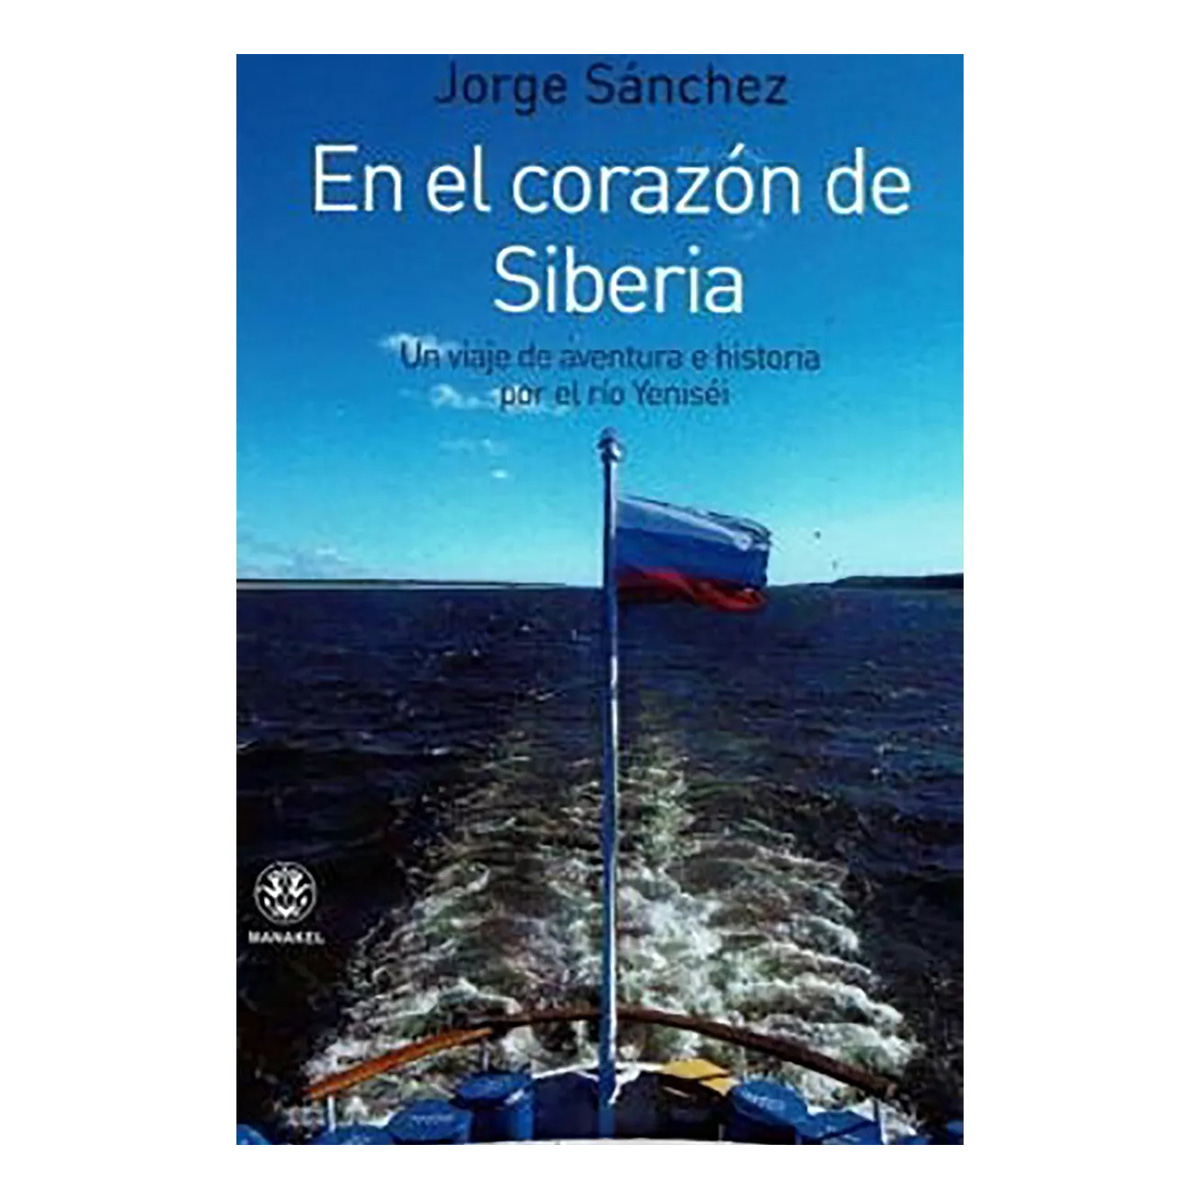 Jorge Sánchez
En el corazón de
Siberia
Un viaje de aventura e historia
por el río Yeniséi
MANAKEL